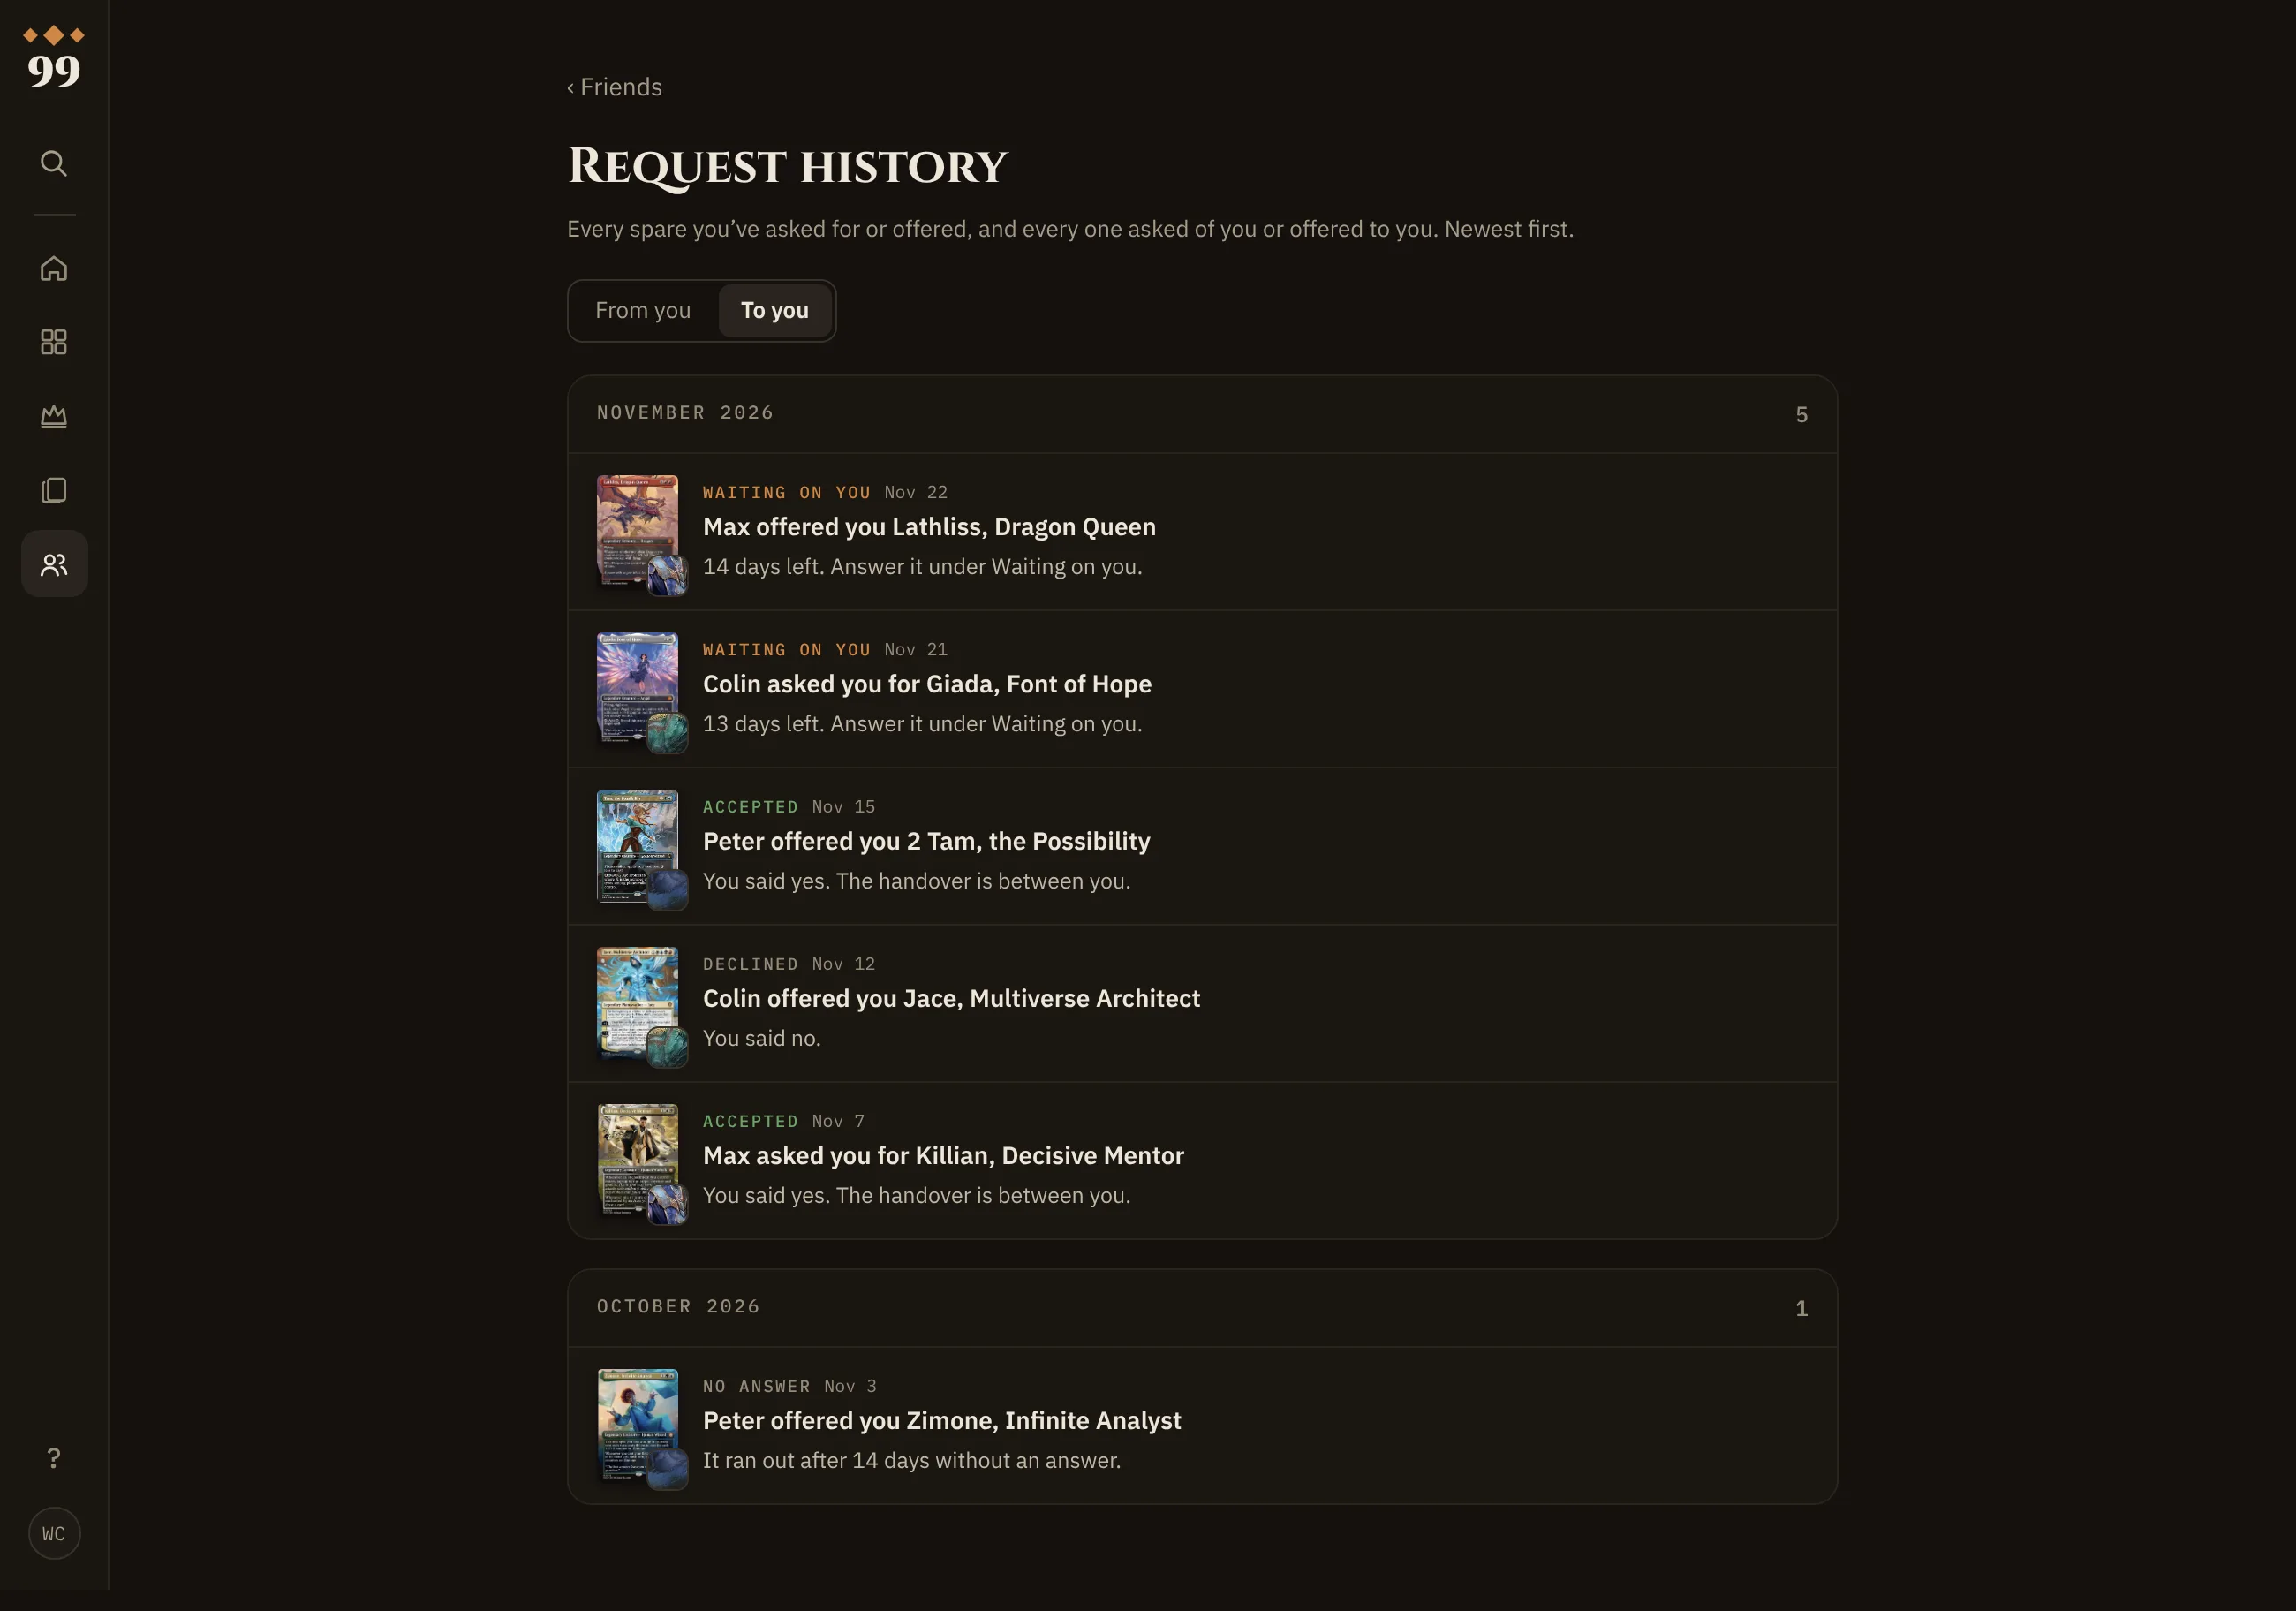 99
‹ Friends
Request history
Every spare you’ve asked for or offered, and every one asked of you or offered to you. Newest first.
From you
To you
NOVEMBER 2026
5
WAITING ON YOU Nov 22
Max offered you Lathliss, Dragon Queen
14 days left. Answer it under Waiting on you.
WAITING ON YOU Nov 21
Colin asked you for Giada, Font of Hope
13 days left. Answer it under Waiting on you.
ACCEPTED Nov 15
Peter offered you 2 Tam, the Possibility
You said yes. The handover is between you.
DECLINED Nov 12
Colin offered you Jace, Multiverse Architect
You said no.
ACCEPTED Nov 7
Max asked you for Killian, Decisive Mentor
You said yes. The handover is between you.
OCTOBER 2026
1
NO ANSWER Nov 3
Peter offered you Zimone, Infinite Analyst
It ran out after 14 days without an answer.
?
WC